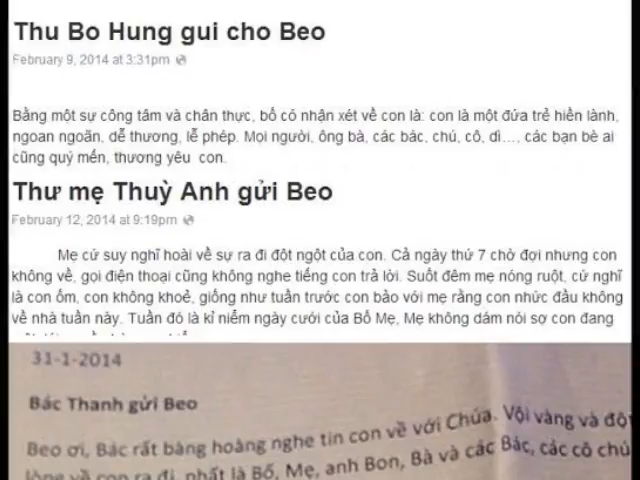 Thu Bo Hung gui cho Beo
February 9, 2014 at 3:31pm
Bằng một sự công tâm và chân thực, bố có nhận xét về con là: con là một đứa trẻ hiền lành,
ngoan ngoãn, dễ thương, lễ phép. Mọi người, ông bà, các bác, chú, cô, dì...., các bạn bè ai
cũng quý mến, thương yêu con.
Thư mẹ Thuỳ Anh gửi Beo
February 12, 2014 at 9:19pm
Mẹ cứ suy nghĩ hoài về sự ra đi đột ngột của con. Cả ngày thứ 7 chờ đợi nhưng con
không về, gọi điện thoại cũng không nghe tiếng con trả lời. Suốt đêm mẹ nóng ruột, cứ nghĩ
là con ốm, con không khoẻ, giống như tuần trước con bảo với mẹ rằng con nhức đầu không
về nhà tuần này. Tuần đó là kỉ niểm ngày cưới của Bố Mẹ, Mẹ không dám nói sợ con đang
31-1-2014
Bác Thanh gửi Beo
Beo ơi, Bác rất bàng hoàng nghe tin con về với Chúa. Vội vàng và
lòng về con ra đi, nhất là Bố, Mẹ, anh Bon, Bà và các Bác, các cô chú